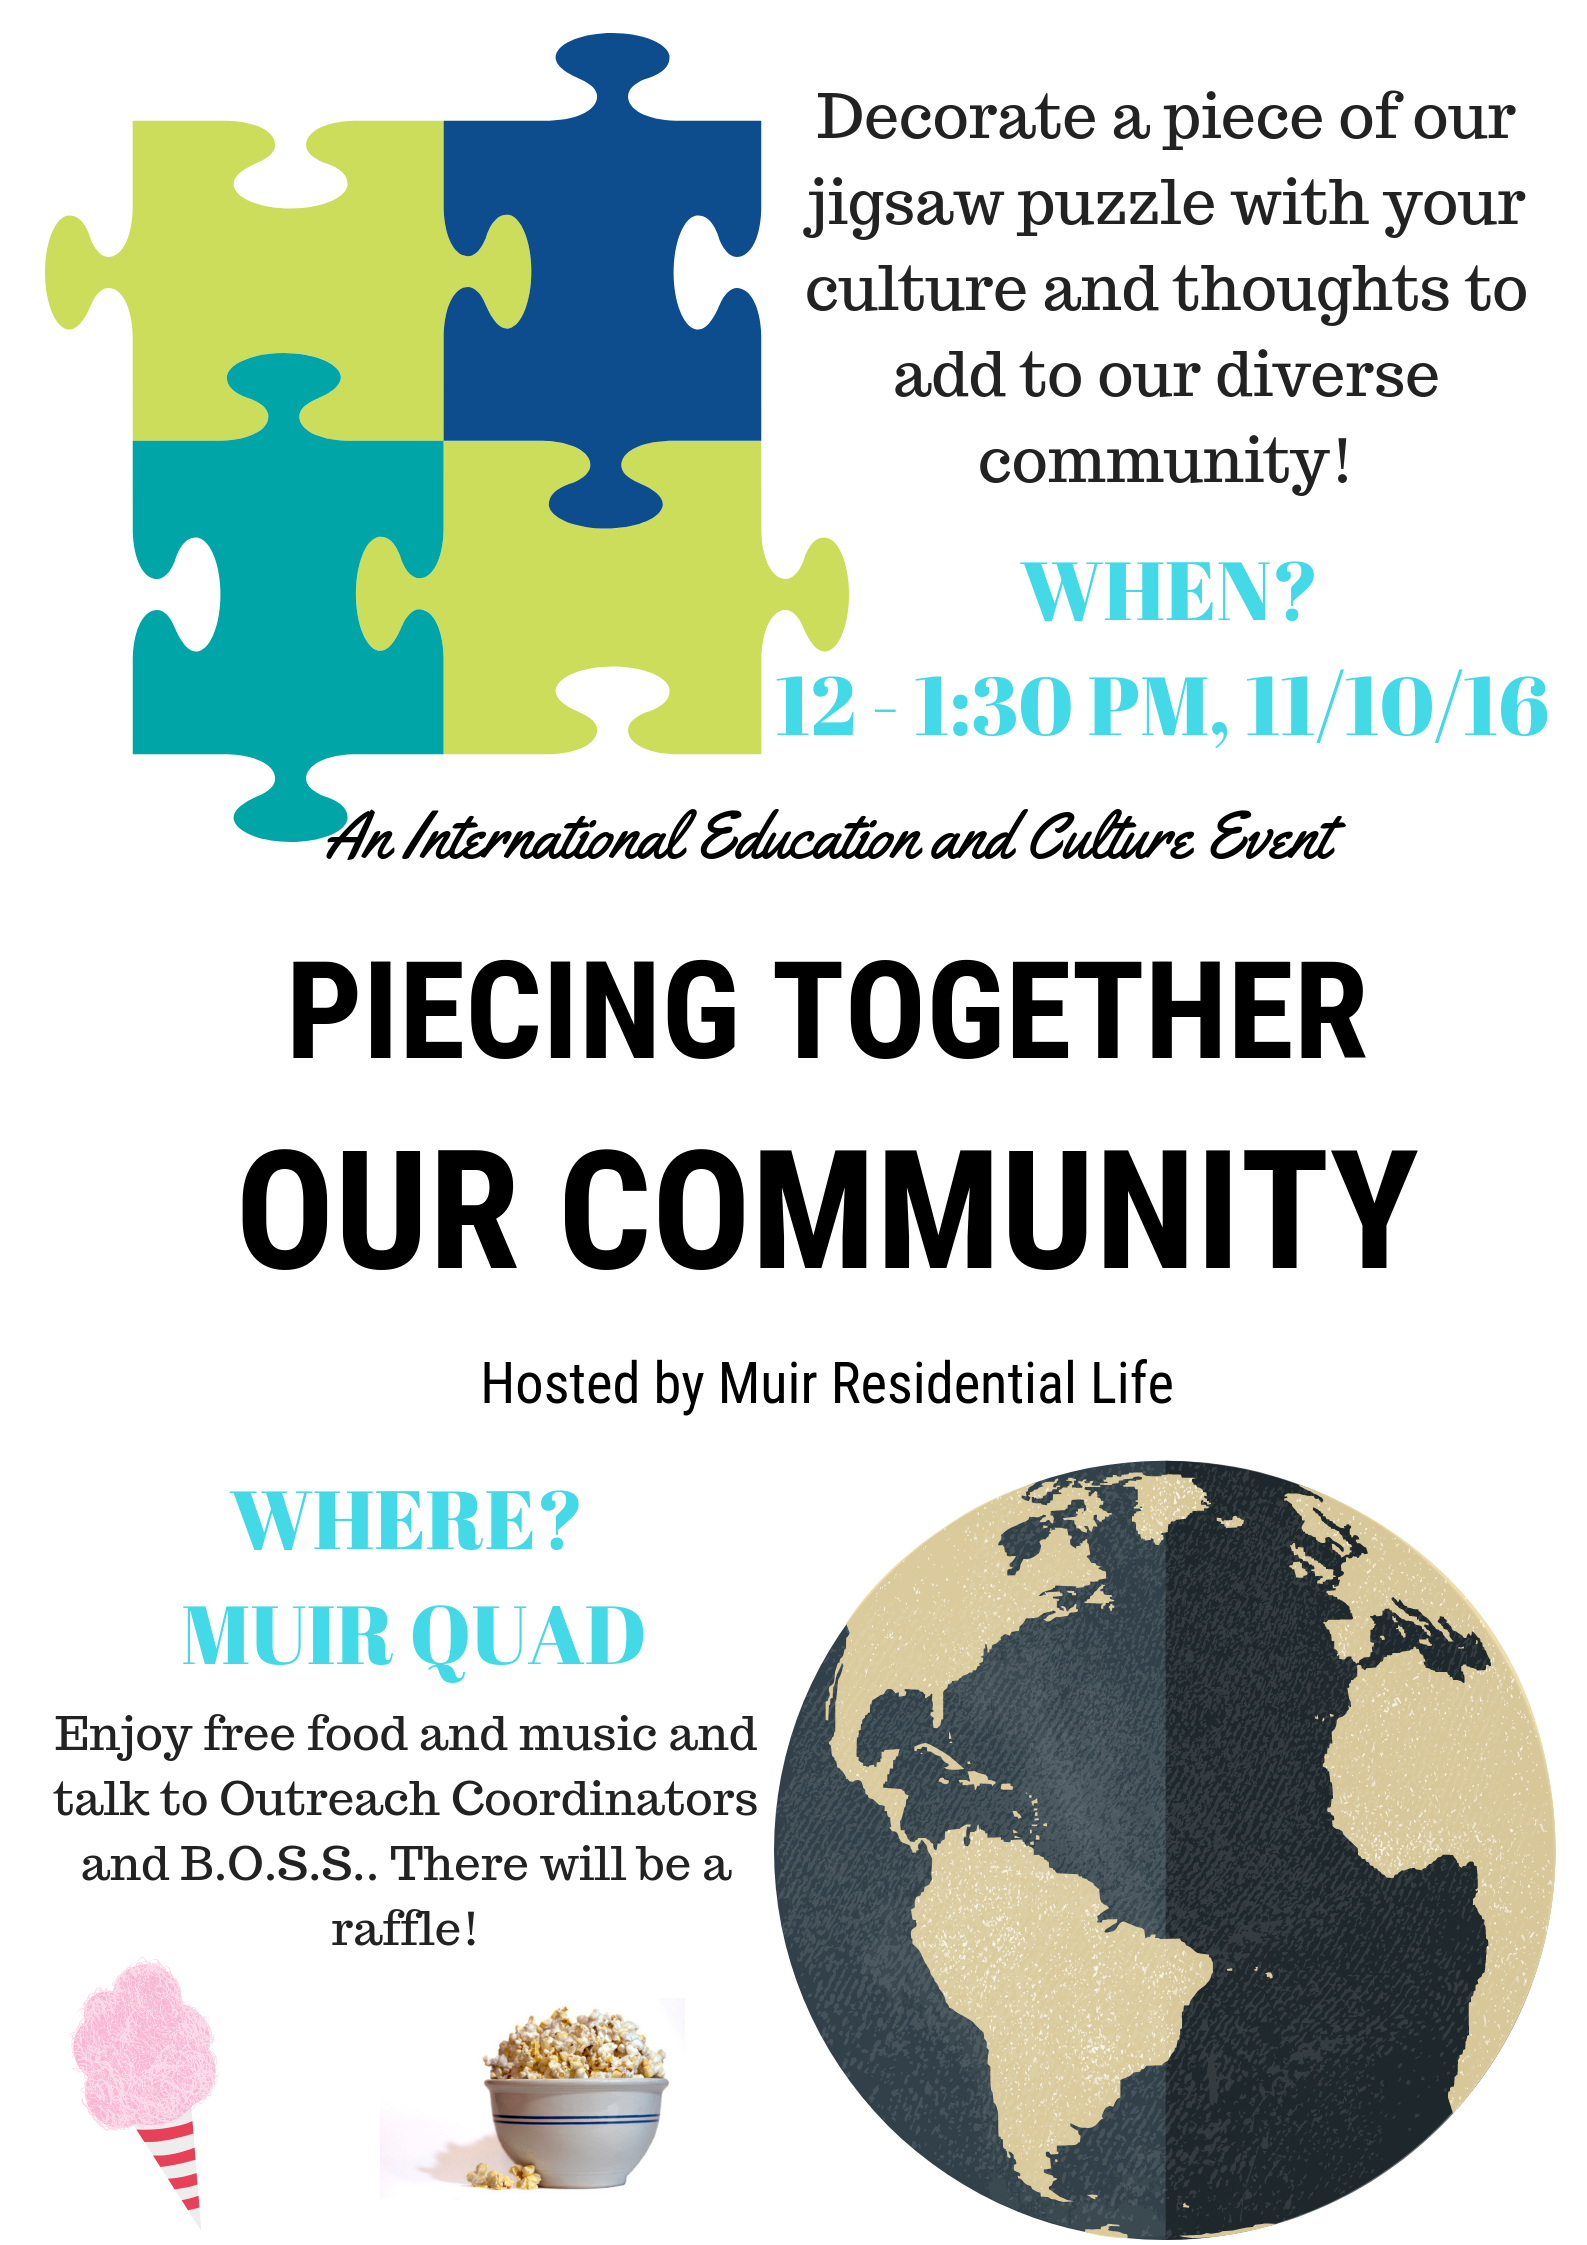 Decorate a piece of our
jigsaw puzzle with your
culture and thoughts to
add to our diverse
community!
WHEN?
12 - 1:30 PM, 11/10/16
An International Education and Culture Event
PIECING TOGETHER
OUR COMMUNITY
Hosted by Muir Residential Life
WHERE?
MUIR QUAD
Enjoy free food and music and
talk to Outreach Coordinators
and B.O.S.S.. There will be a
raffle!